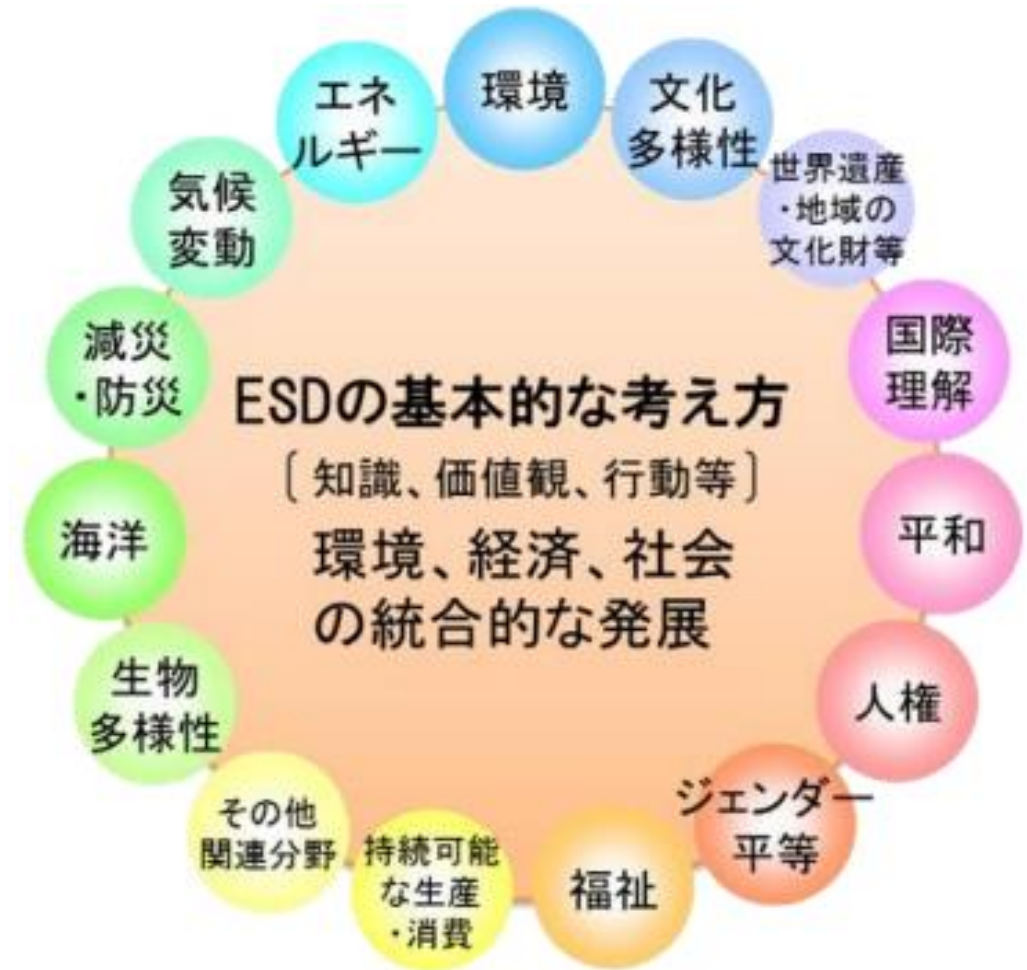 環境
文化
多様性
世界遺産
・地域の
文化財等
国際
理解
平和
人権
ジェンダー
平等
福祉
持続可能
な生産
・消費
その他
関連分野
生物
多様性
海洋
減災
・防災
気候
変動
エネ
ルギー
ESDの基本的な考え方
[知識、価値観、行動等]
環境、経済、社会
の統合的な発展